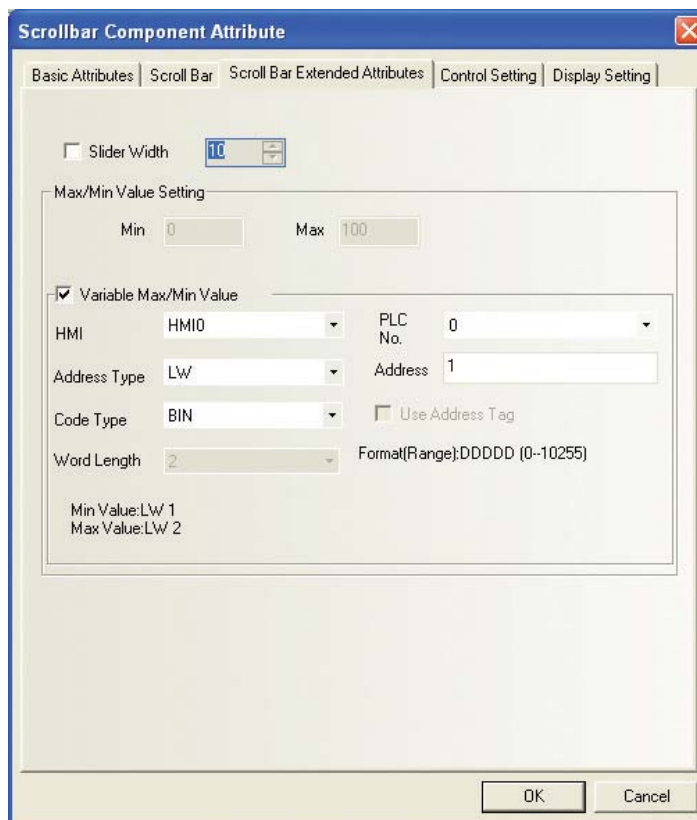 Scrollbar Component Attribute
Basic Attributes Scroll Bar Scroll Bar Extended Attributes Control Setting Display Setting
Slider Width 10
Max/Min Value Setting
Min 0 Max 100
Variable Max/Min Value
HMI HMI0 PLC No. 0
Address Type LW Address 1
Code Type BIN Use Address Tag
Word Length 2 Format(Range):DDDDD (0--10255)
Min Value:LW 1
Max Value:LW 2
OK Cancel